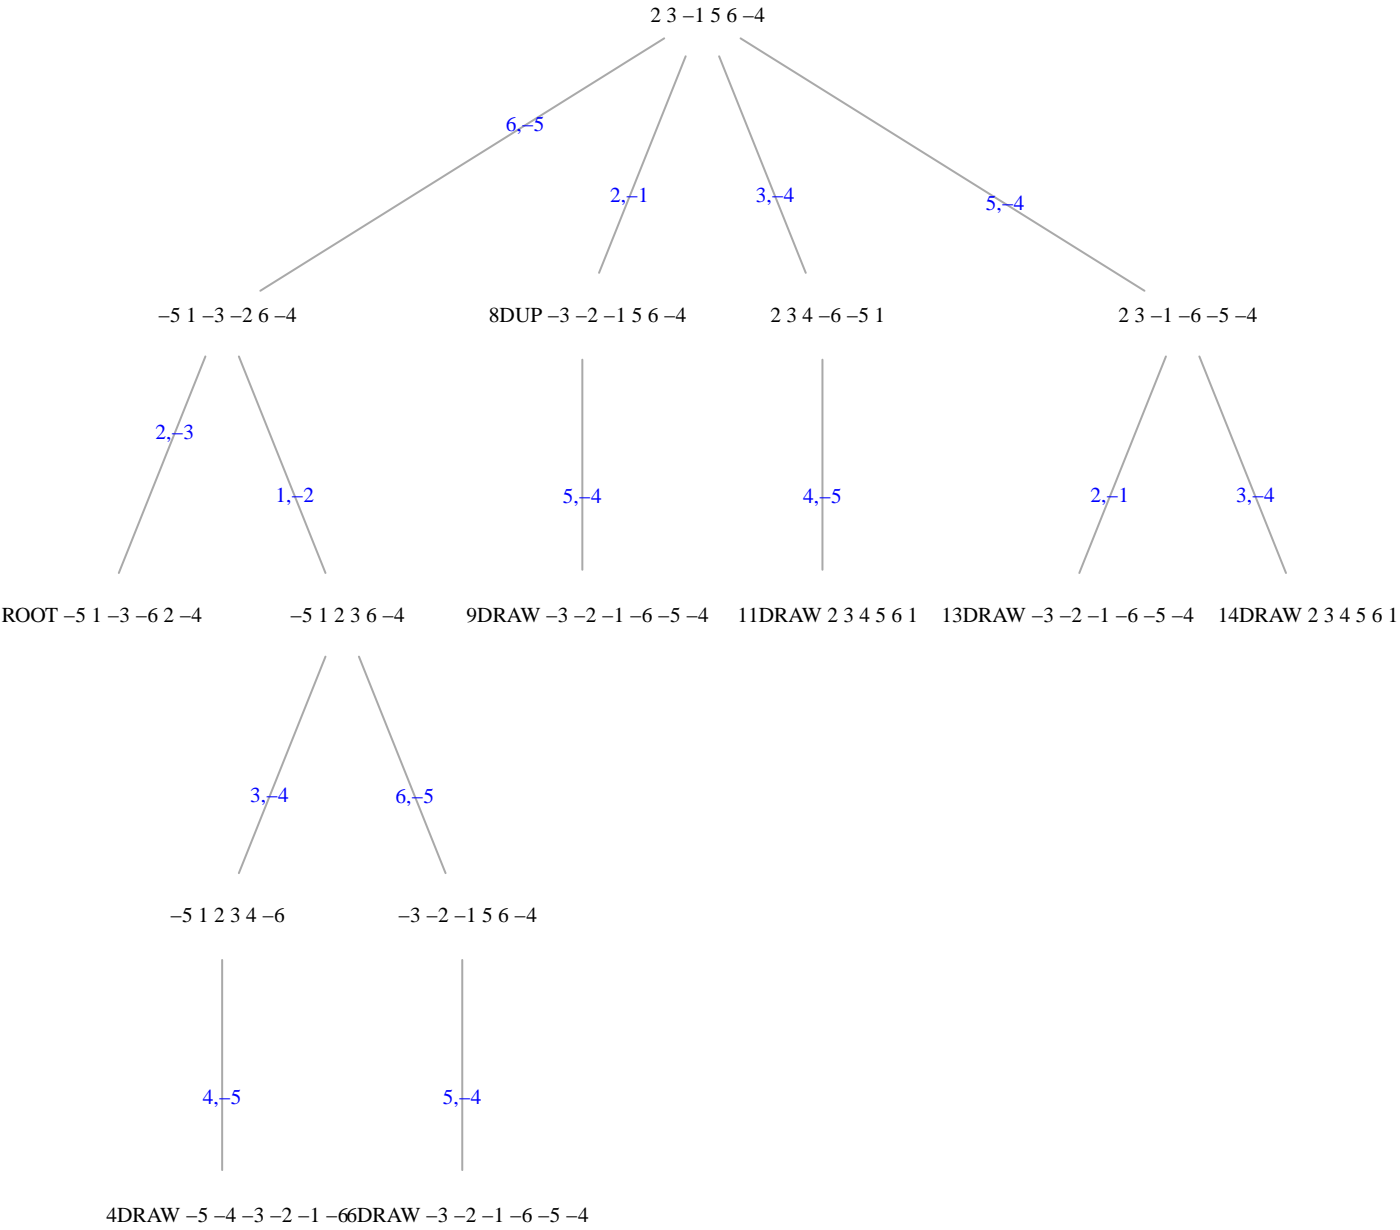 2 3 –1 5 6 –4
6,–5
2,–1
3,–4
5,–4
–5 1 –3 –2 6 –4
8DUP –3 –2 –1 5 6 –4
2 3 4 –6 –5 1
2 3 –1 –6 –5 –4
2,–3
1,–2
5,–4
4,–5
2,–1
3,–4
ROOT –5 1 –3 –6 2 –4
–5 1 2 3 6 –4
9DRAW –3 –2 –1 –6 –5 –4
11DRAW 2 3 4 5 6 1
13DRAW –3 –2 –1 –6 –5 –4
14DRAW 2 3 4 5 6 1
3,–4
6,–5
–5 1 2 3 4 –6
–3 –2 –1 5 6 –4
4,–5
5,–4
4DRAW –5 –4 –3 –2 –1 –6
6DRAW –3 –2 –1 –6 –5 –4